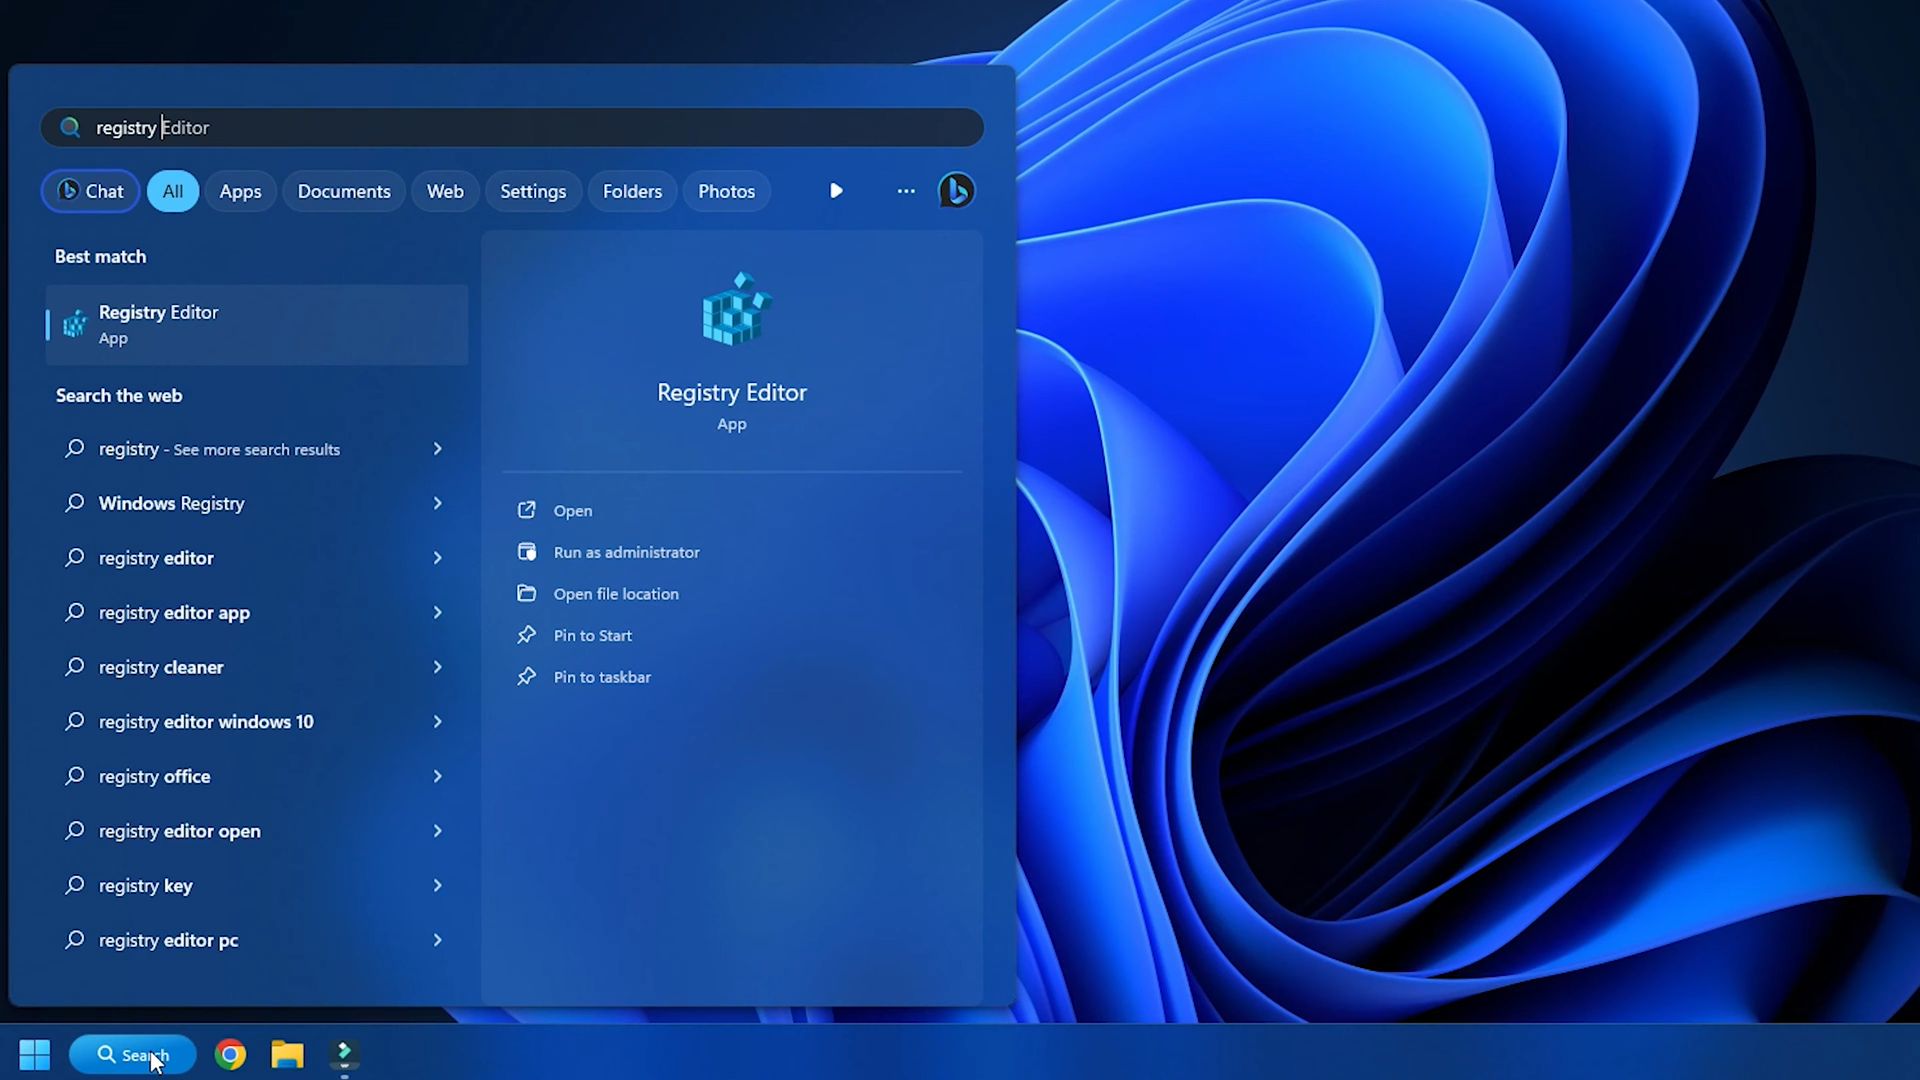 registry Editor
Chat All Apps Documents Web Settings Folders Photos ...
Best match
Registry Editor
App
Search the web
registry - See more search results
Windows Registry
registry editor
registry editor app
registry cleaner
registry editor windows 10
registry office
registry editor open
registry key
registry editor pc
Registry Editor
App
Open
Run as administrator
Open file location
Pin to Start
Pin to taskbar
Search